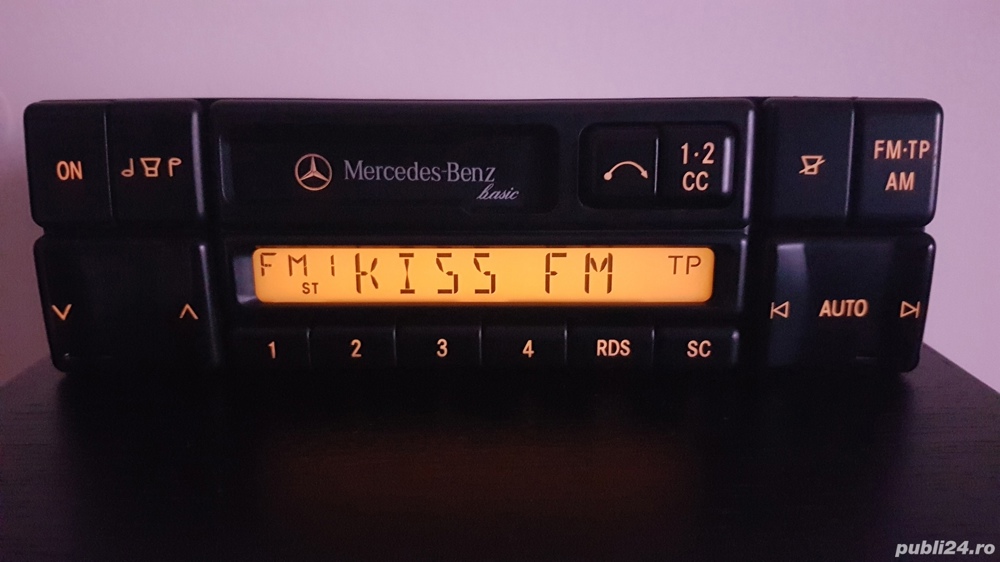 ON
Mercedes-Benz
basic
1·2
CC
FM·TP
AM
FM1 ST KISS FM TP
AUTO
1 2 3 4 RDS SC
publi24.ro